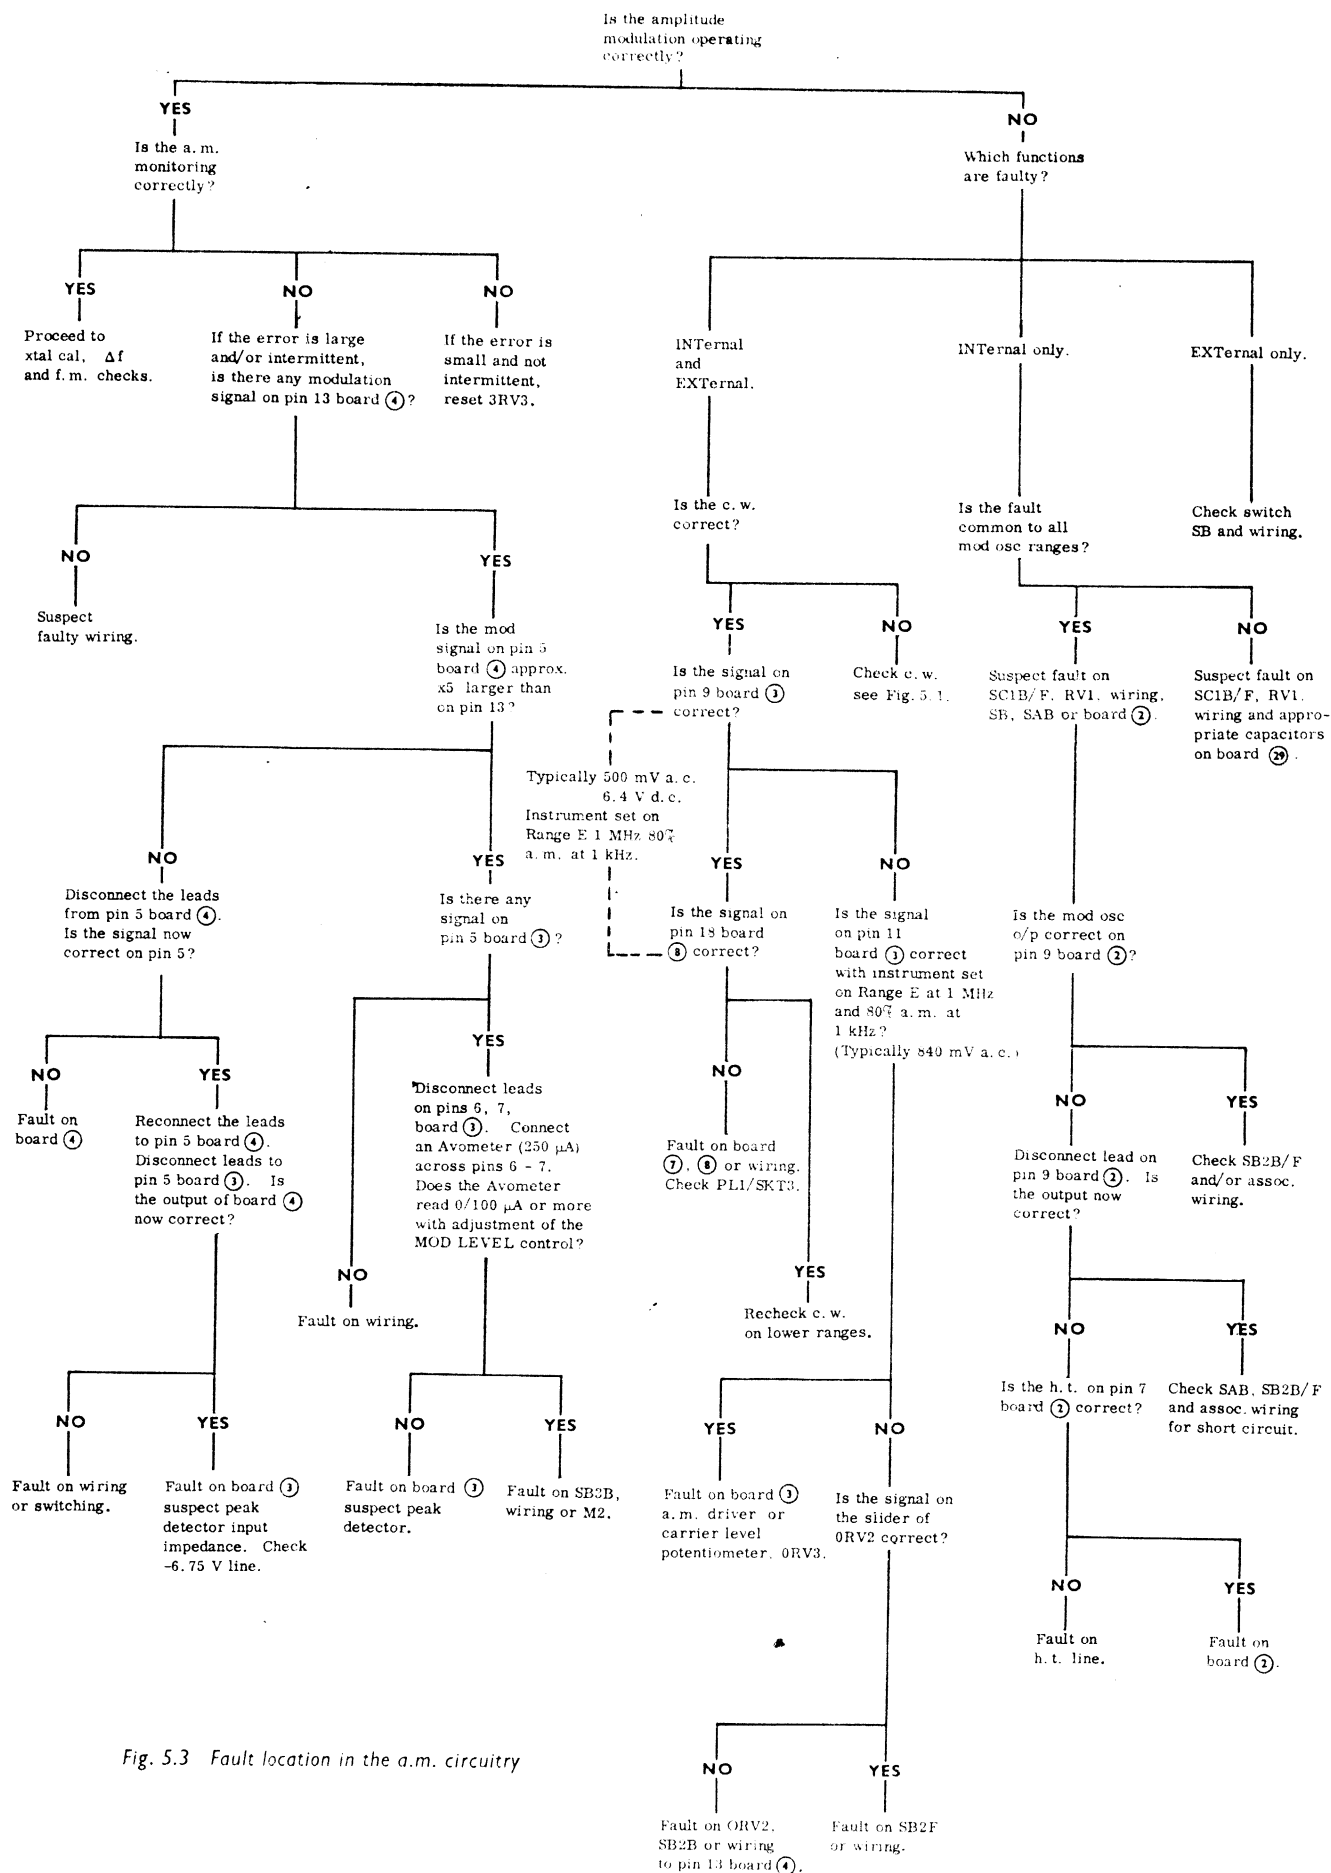 Is the amplitude
modulation operating
correctly?
YES
NO
Is the a.m.
monitoring
correctly?
Which functions
are faulty?
YES
NO
NO
Proceed to
xtal cal, Δf
and f.m. checks.
If the error is large
and/or intermittent,
is there any modulation
signal on pin 13 board ④?
If the error is
small and not
intermittent,
reset 3RV3.
INTernal
and
EXTernal.
INTernal only.
EXTernal only.
NO
YES
Suspect
faulty wiring.
Is the mod
signal on pin 5
board ④ approx.
x5 larger than
on pin 13?
Is the c.w.
correct?
Is the fault
common to all
mod osc ranges?
Check switch
SB and wiring.
YES
NO
YES
NO
Is the signal on
pin 9 board ③
correct?
Check c.w.
see Fig. 5.1.
Suspect fault on
SC1B/F, RV1, wiring,
SB, SAB or board ②.
Suspect fault on
SC1B/F, RV1,
wiring and appro-
priate capacitors
on board ㉙.
Typically 500 mV a.c.
6.4 V d.c.
Instrument set on
Range E 1 MHz 80%
a.m. at 1 kHz.
NO
YES
YES
NO
Disconnect the leads
from pin 5 board ④.
Is the signal now
correct on pin 5?
Is there any
signal on
pin 5 board ③?
Is the signal on
pin 18 board
⑧ correct?
Is the signal
on pin 11
board ③ correct
with instrument set
on Range E at 1 MHz
and 80% a.m. at
1 kHz?
(Typically 840 mV a.c.)
Is the mod osc
o/p correct on
pin 9 board ②?
NO
YES
YES
NO
NO
YES
Fault on
board ④
Reconnect the leads
to pin 5 board ④.
Disconnect leads to
pin 5 board ③. Is
the output of board ④
now correct?
Disconnect leads
on pins 6, 7,
board ③. Connect
an Avometer (250 μA)
across pins 6 - 7.
Does the Avometer
read 0/100 μA or more
with adjustment of the
MOD LEVEL control?
Fault on board
⑦, ⑧ or wiring.
Check PL1/SKT3.
Disconnect lead on
pin 9 board ②. Is
the output now
correct?
Check SB2B/F
and/or assoc.
wiring.
NO
Fault on wiring.
YES
Recheck c.w.
on lower ranges.
NO
YES
Is the h.t. on pin 7
board ② correct?
Check SAB, SB2B/F
and assoc. wiring
for short circuit.
NO
YES
NO
YES
YES
NO
Fault on wiring
or switching.
Fault on board ③
suspect peak
detector input
impedance. Check
-6.75 V line.
Fault on board ③
suspect peak
detector.
Fault on SB3B,
wiring or M2.
Fault on board ③
a.m. driver or
carrier level
potentiometer, 0RV3.
Is the signal on
the slider of
0RV2 correct?
NO
YES
Fault on
h.t. line.
Fault on
board ②.
NO
YES
Fault on ORV2,
SB2B or wiring
to pin 13 board ④.
Fault on SB2F
or wiring.
Fig. 5.3 Fault location in the a.m. circuitry